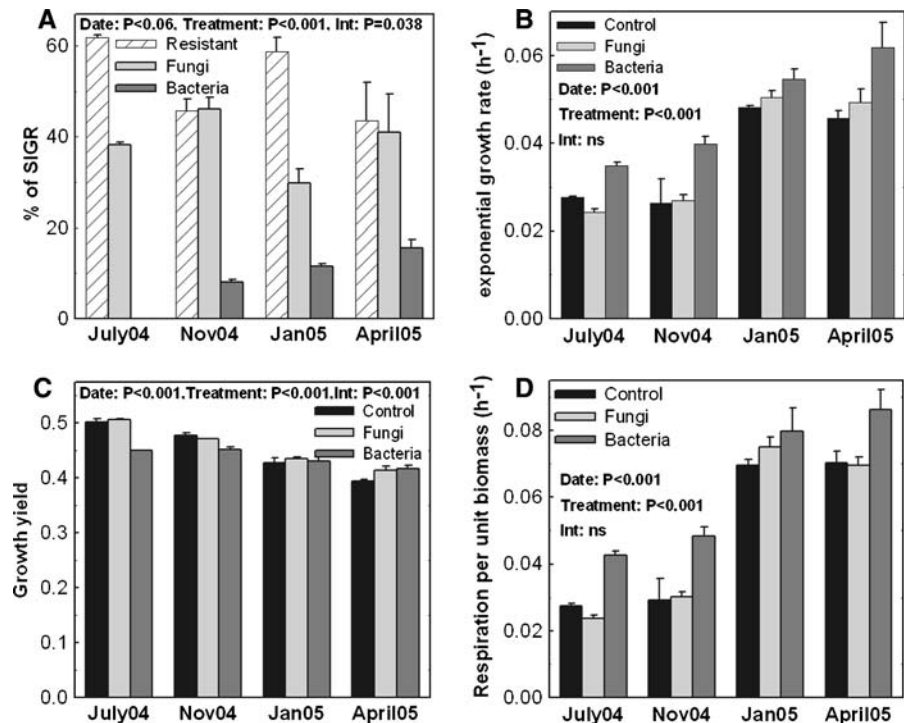 A
Date: P<0.06, Treatment: P<0.001, Int: P=0.038
Resistant
Fungi
Bacteria
% of SIGR
60
40
20
0
July04 Nov04 Jan05 April05
B
Control
Fungi
Bacteria
Date: P<0.001
Treatment: P<0.001
Int: ns
exponential growth rate (h-1)
0.06
0.04
0.02
0.00
July04 Nov04 Jan05 April05
C
Date: P<0.001,Treatment: P<0.001,Int: P<0.001
Control
Fungi
Bacteria
Growth yield
0.5
0.4
0.3
0.2
0.1
0.0
July04 Nov04 Jan05 April05
D
Control
Fungi
Bacteria
Date: P<0.001
Treatment: P<0.001
Int: ns
Respiration per unit biomass (h-1)
0.08
0.06
0.04
0.02
0.00
July04 Nov04 Jan05 April05